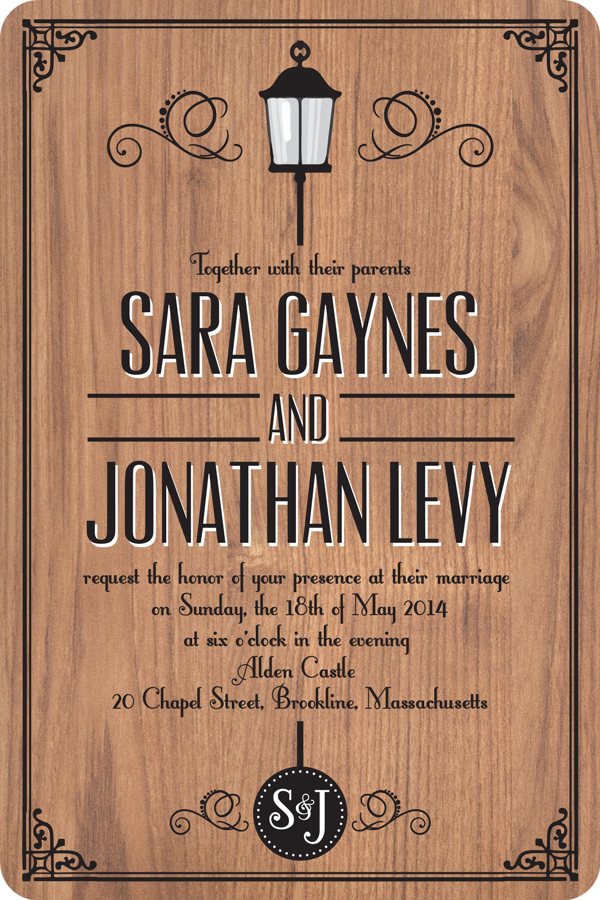 Together with their parents
SARA GAYNES
AND
JONATHAN LEVY
request the honor of your presence at their marriage
on Sunday, the 18th of May 2014
at six o'clock in the evening
Alden Castle
20 Chapel Street, Brookline, Massachusetts
S&J